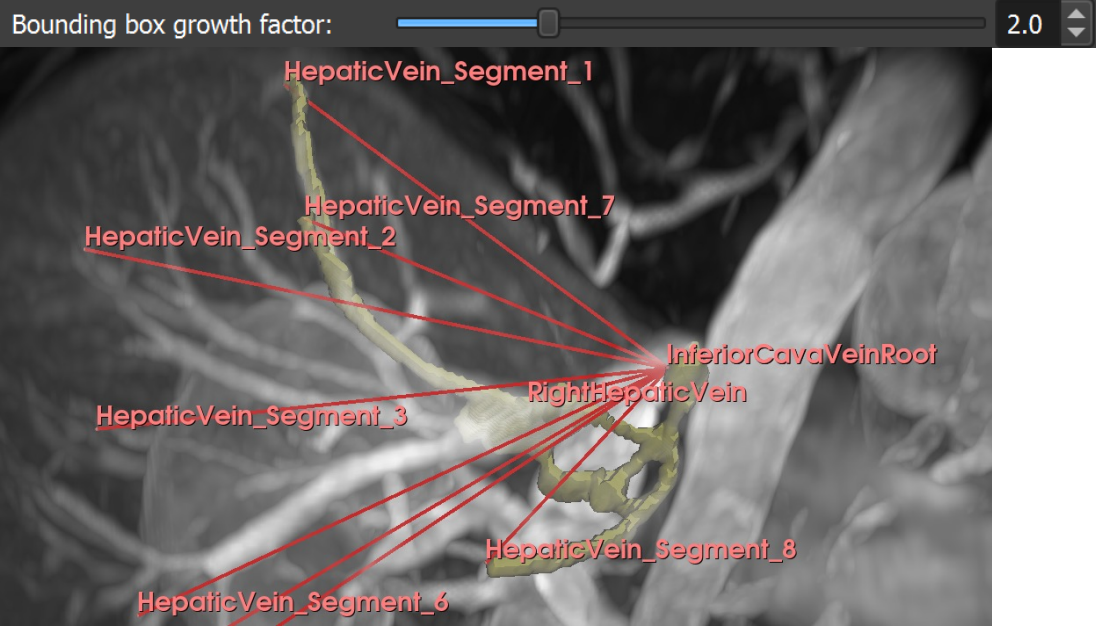 Bounding box growth factor:
2.0
HepaticVein_Segment_1
HepaticVein_Segment_7
HepaticVein_Segment_2
InferiorCavaVeinRoot
RightHepaticVein
HepaticVein_Segment_3
HepaticVein_Segment_8
HepaticVein_Segment_6